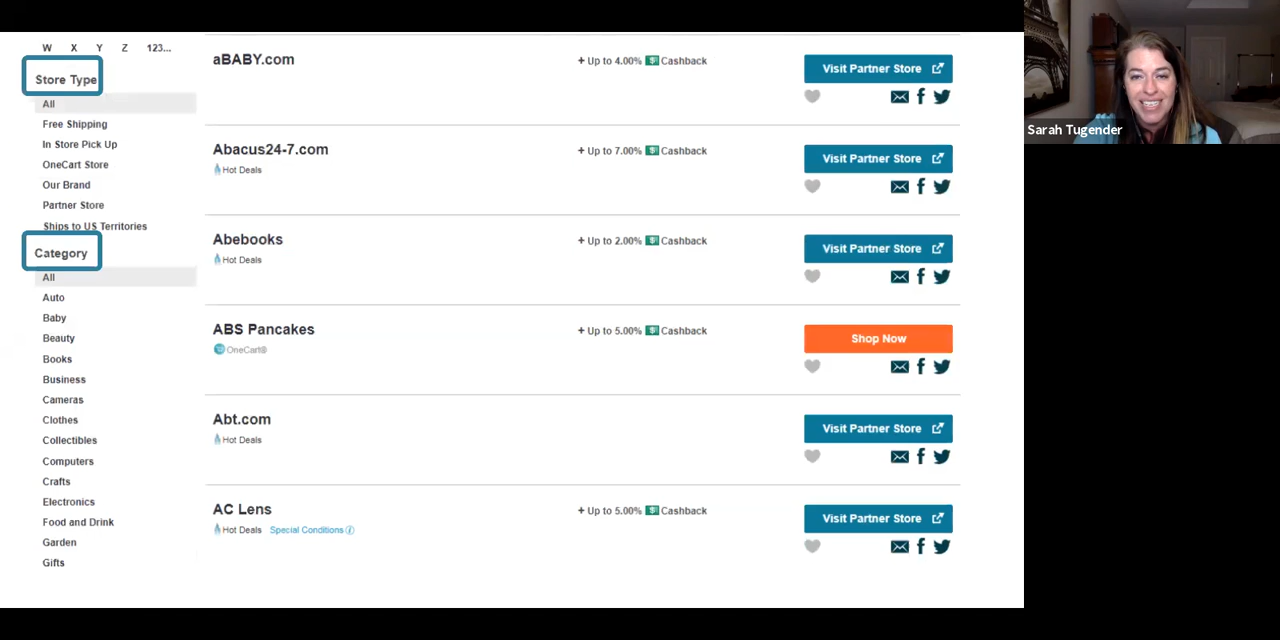 W X Y Z 123...
Store Type
All
Free Shipping
In Store Pick Up
OneCart Store
Our Brand
Partner Store
Ships to US Territories
Category
All
Auto
Baby
Beauty
Books
Business
Cameras
Clothes
Collectibles
Computers
Crafts
Electronics
Food and Drink
Garden
Gifts
aBABY.com
+ Up to 4.00% Cashback
Visit Partner Store
Abacus24-7.com
Hot Deals
+ Up to 7.00% Cashback
Visit Partner Store
Abebooks
Hot Deals
+ Up to 2.00% Cashback
Visit Partner Store
ABS Pancakes
OneCart®
+ Up to 5.00% Cashback
Shop Now
Abt.com
Hot Deals
Visit Partner Store
AC Lens
Hot Deals Special Conditions
+ Up to 5.00% Cashback
Visit Partner Store
Sarah Tugender